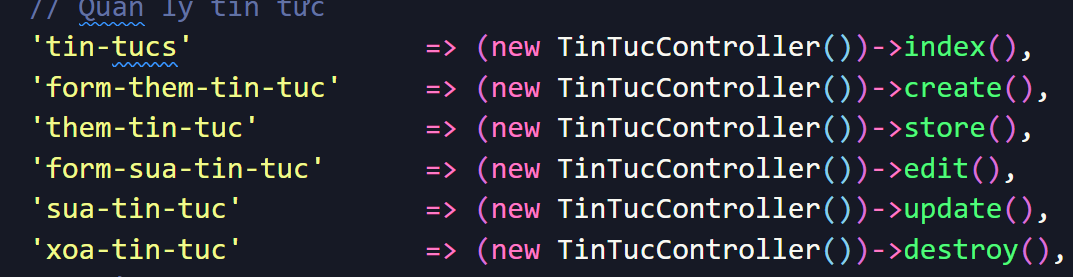 // Quản lý tin tức
'tin-tucs' => (new TinTucController())->index(),
'form-them-tin-tuc' => (new TinTucController())->create(),
'them-tin-tuc' => (new TinTucController())->store(),
'form-sua-tin-tuc' => (new TinTucController())->edit(),
'sua-tin-tuc' => (new TinTucController())->update(),
'xoa-tin-tuc' => (new TinTucController())->destroy(),